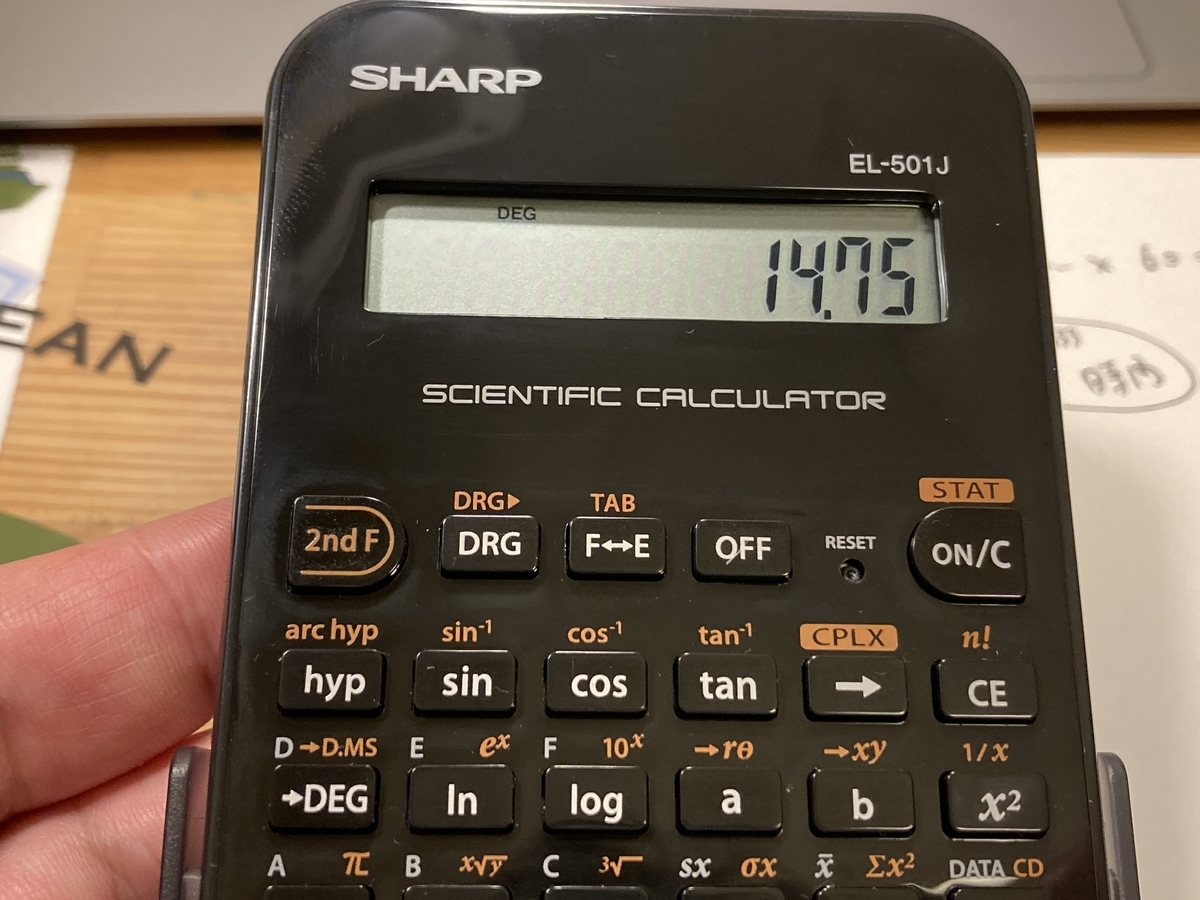 SHARP
EL-501J
DEG
14.75
EAN
時間
SCIENTIFIC CALCULATOR
DRG▶ TAB STAT
2nd F DRG F↔E OFF RESET ON/C
arc hyp sin⁻¹ cos⁻¹ tan⁻¹ CPLX n!
hyp sin cos tan → CE
D →D.MS E eˣ F 10ˣ →rθ →xy 1/x
→DEG ln log a b x²
A π B ˣ√y C ³√ sx σx x̄ Σx² DATA CD